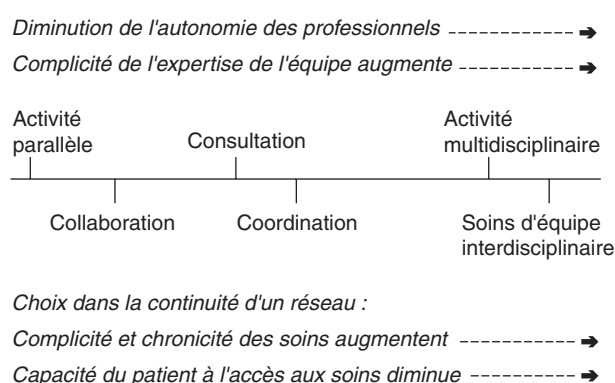 Diminution de l'autonomie des professionnels
Complicité de l'expertise de l'équipe augmente
Activité
parallèle
Consultation
Activité
multidisciplinaire
Collaboration
Coordination
Soins d'équipe
interdisciplinaire
Choix dans la continuité d'un réseau :
Complicité et chronicité des soins augmentent
Capacité du patient à l'accès aux soins diminue